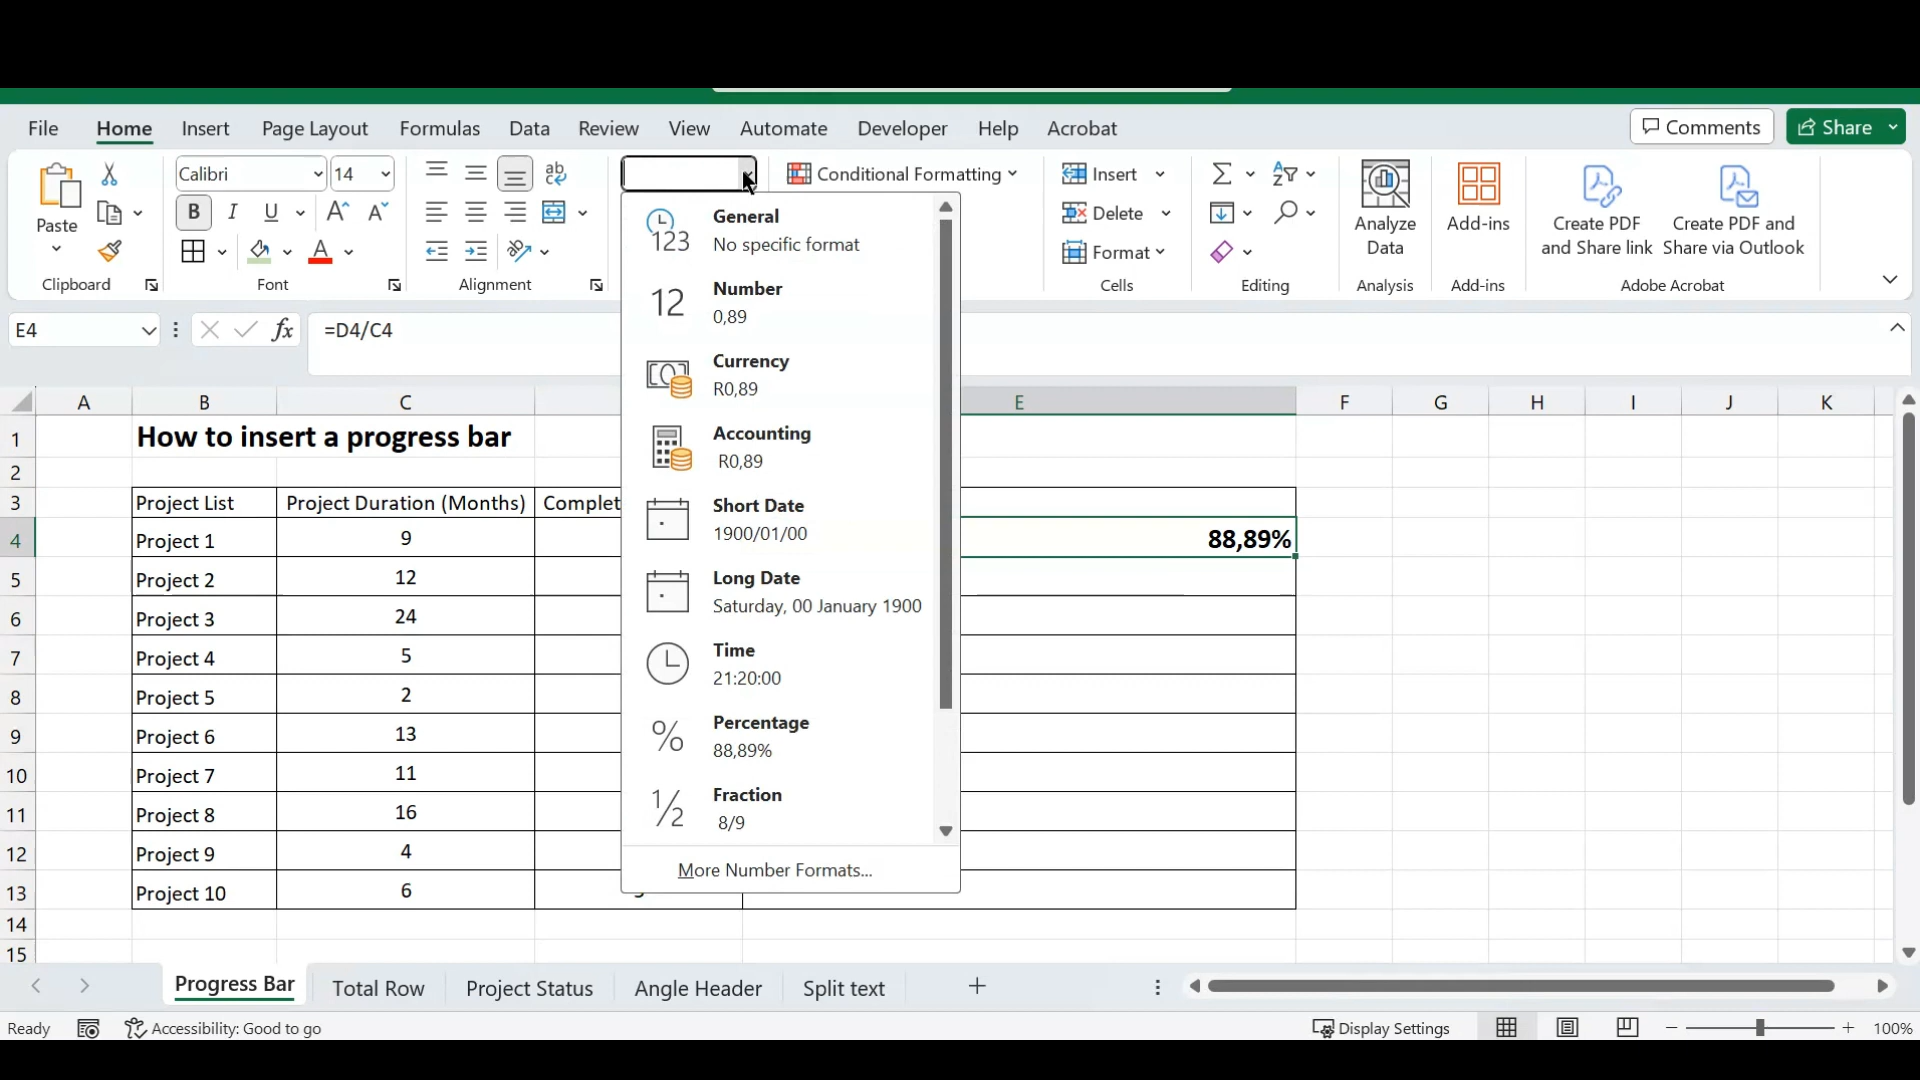 File Home Insert Page Layout Formulas Data Review View Automate Developer Help Acrobat Comments Share
Paste
Clipboard
Calibri 14
B I U A A
A
Font
ab
Alignment
Conditional Formatting
General
No specific format
123
Number
12
0,89
Currency
R0,89
Accounting
R0,89
Short Date
1900/01/00
Long Date
Saturday, 00 January 1900
Time
21:20:00
Percentage
%
88,89%
Fraction
1/2
8/9
More Number Formats...
Insert
Delete
Format
Cells
Σ
Editing
Analyze
Data
Analysis
Add-ins
Add-ins
Create PDF
and Share link
Create PDF and
Share via Outlook
Adobe Acrobat
E4 fx =D4/C4
A B C E F G H I J K
1 How to insert a progress bar
2
3 Project List Project Duration (Months) Complet
4 Project 1 9 88,89%
5 Project 2 12
6 Project 3 24
7 Project 4 5
8 Project 5 2
9 Project 6 13
10 Project 7 11
11 Project 8 16
12 Project 9 4
13 Project 10 6
14
15
Progress Bar Total Row Project Status Angle Header Split text
Ready Accessibility: Good to go Display Settings 100%